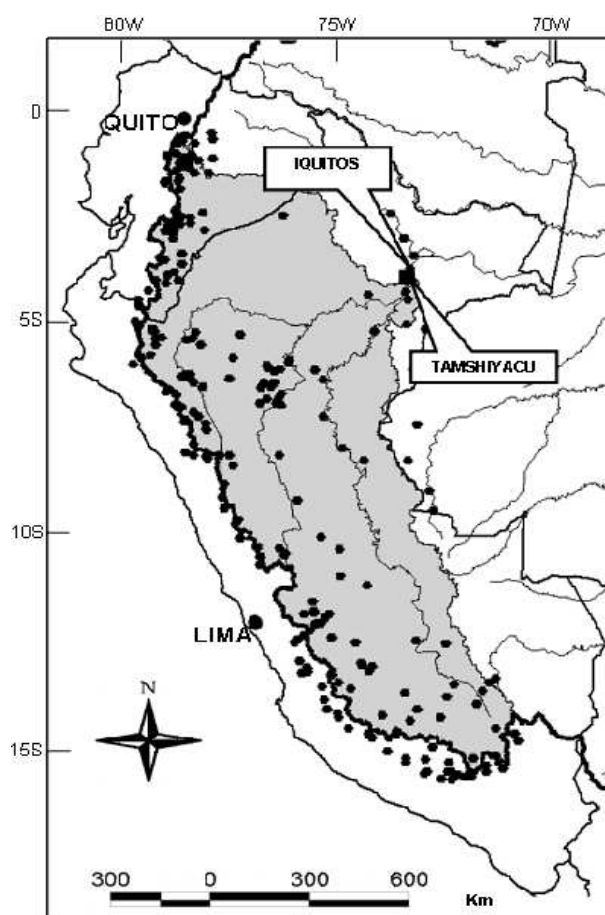 80W 75W 70W
0
QUITO
IQUITOS
5S
TAMSHIYACU
10S
LIMA
N
15S
300 0 300 600
Km